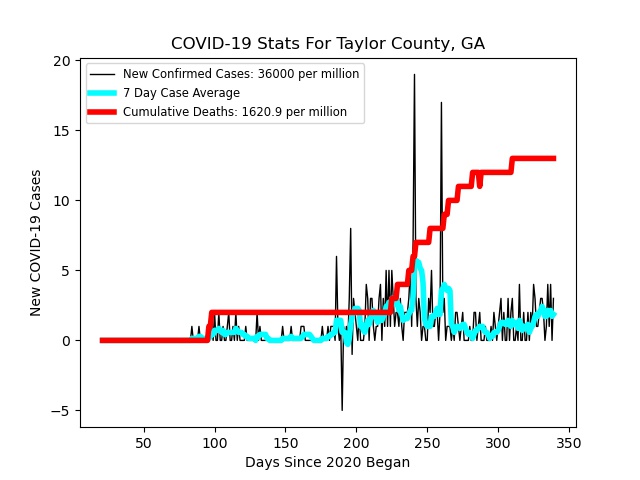 COVID-19 Stats For Taylor County, GA
New Confirmed Cases: 36000 per million
7 Day Case Average
Cumulative Deaths: 1620.9 per million
New COVID-19 Cases
20
15
10
5
0
−5
50 100 150 200 250 300 350
Days Since 2020 Began